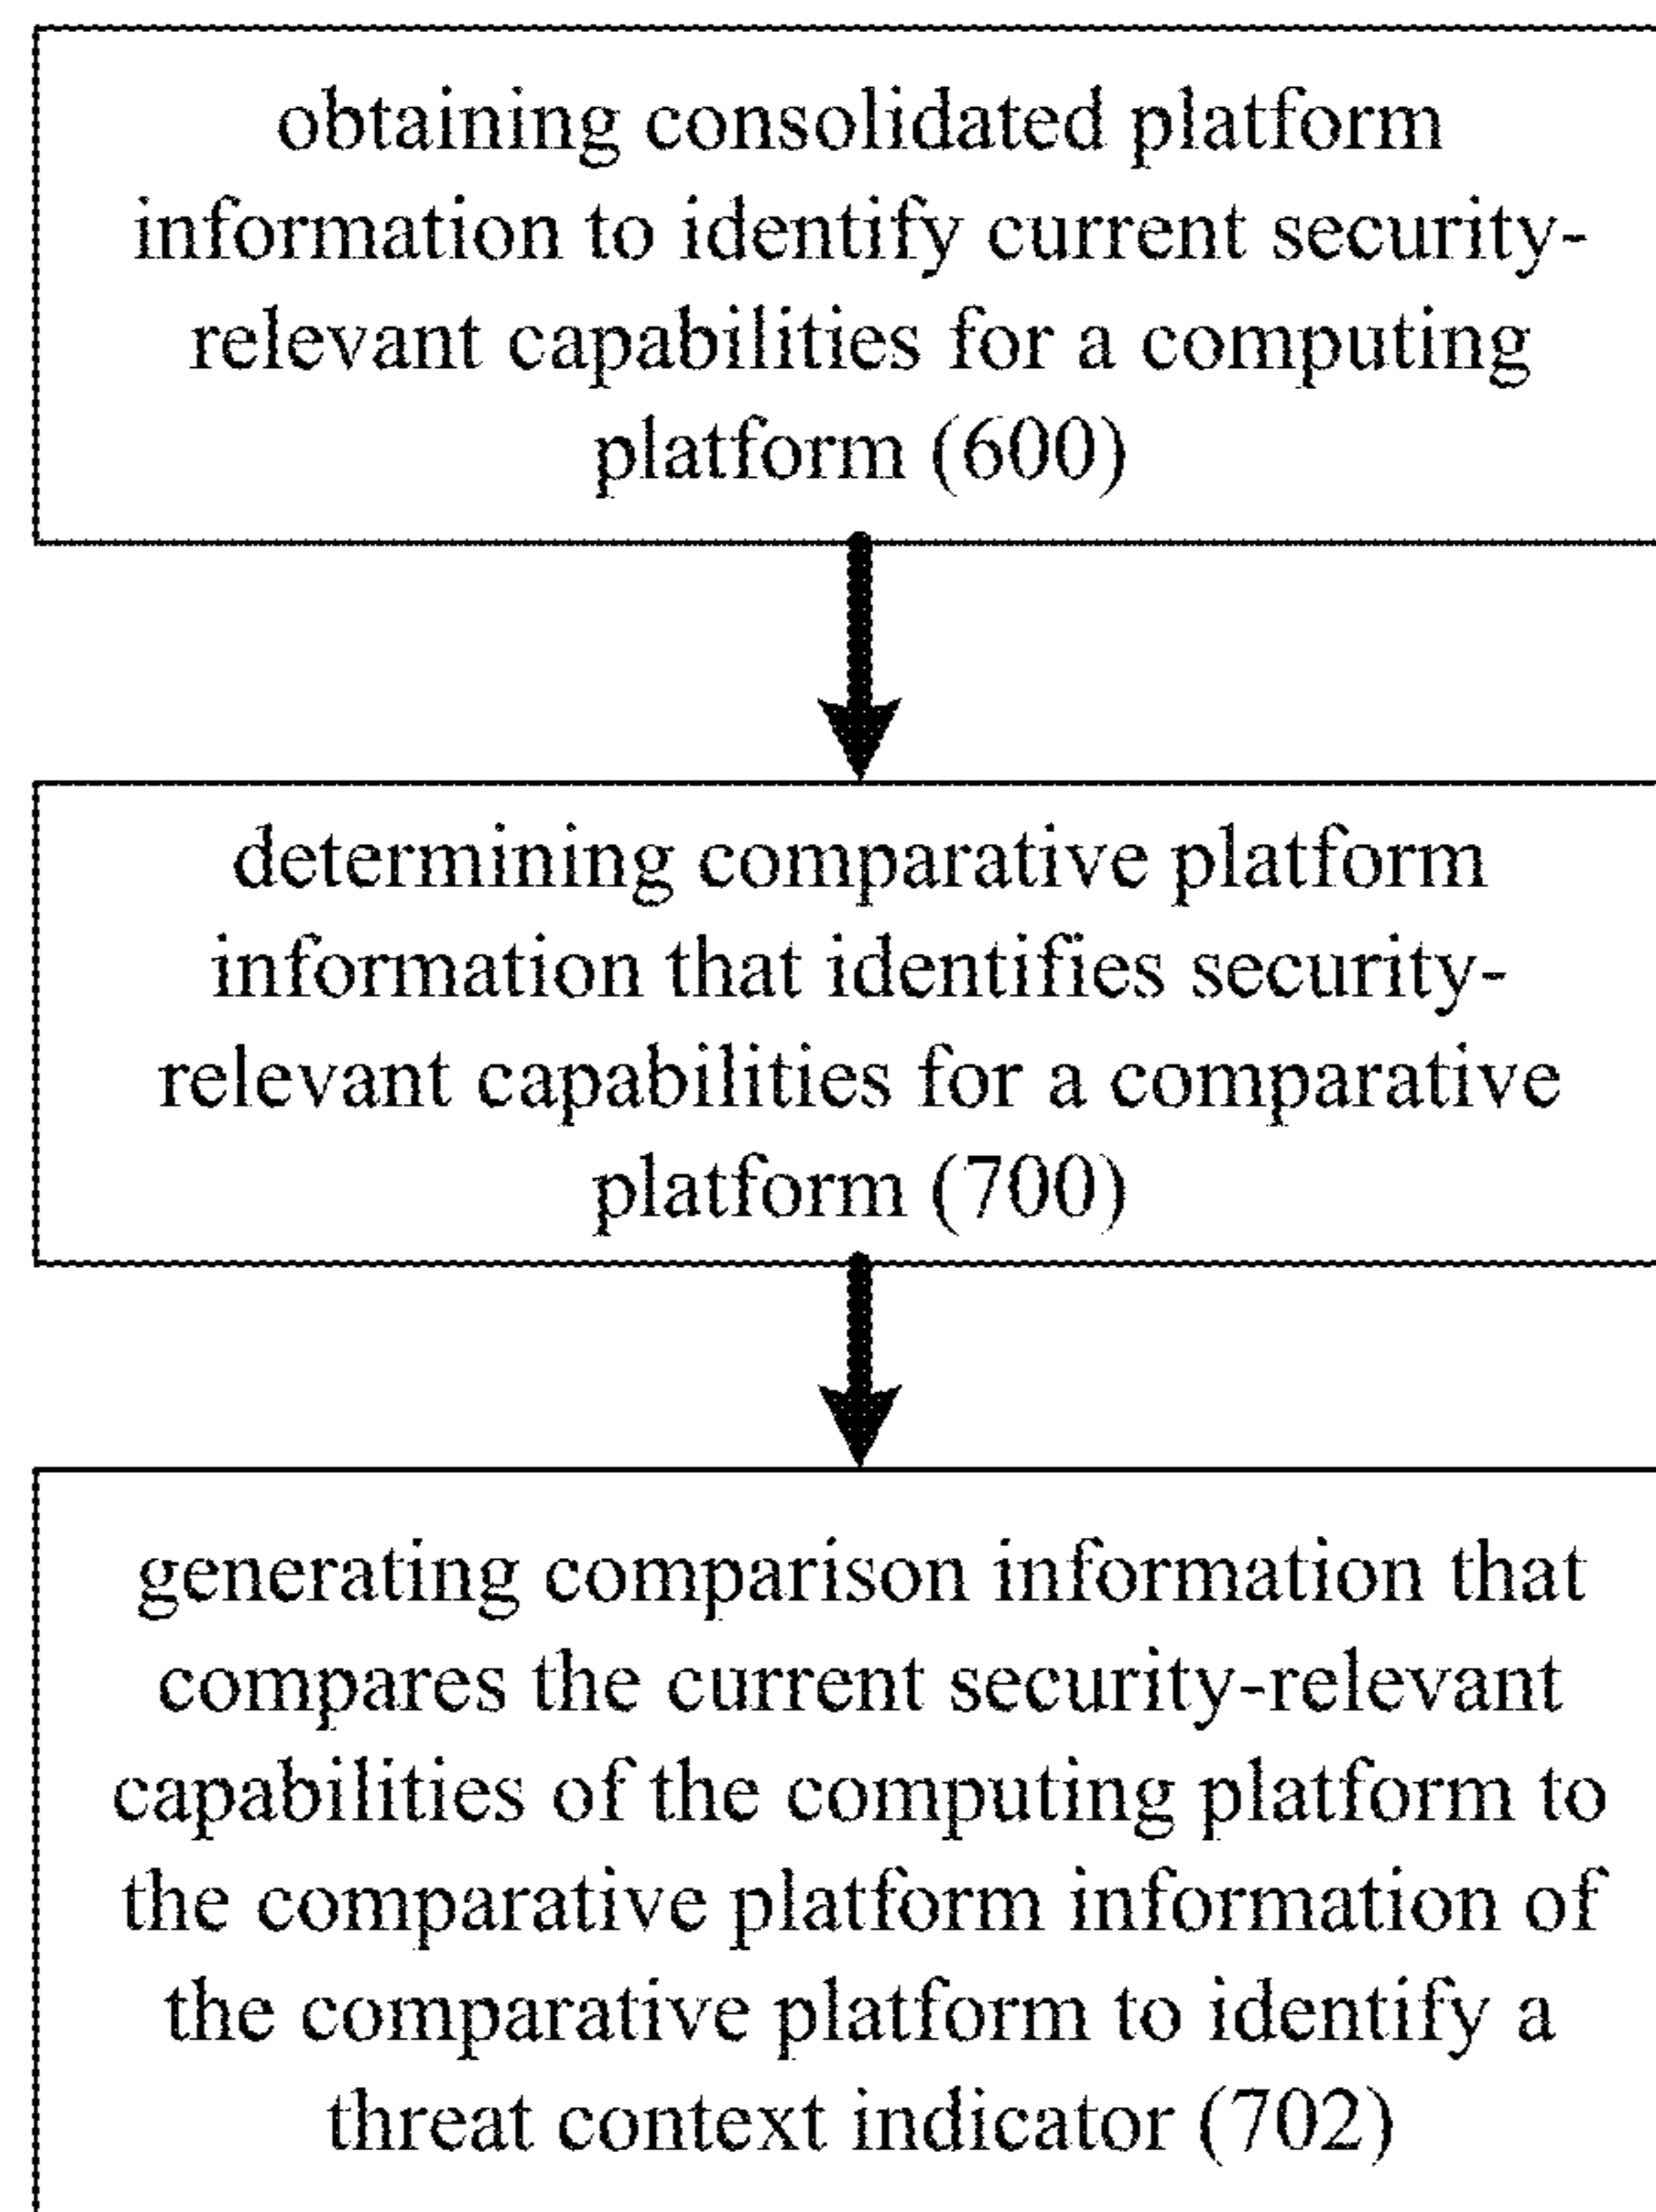 obtaining consolidated platform
information to identify current security-
relevant capabilities for a computing
platform (600)
determining comparative platform
information that identifies security-
relevant capabilities for a comparative
platform (700)
generating comparison information that
compares the current security-relevant
capabilities of the computing platform to
the comparative platform information of
the comparative platform to identify a
threat context indicator (702)